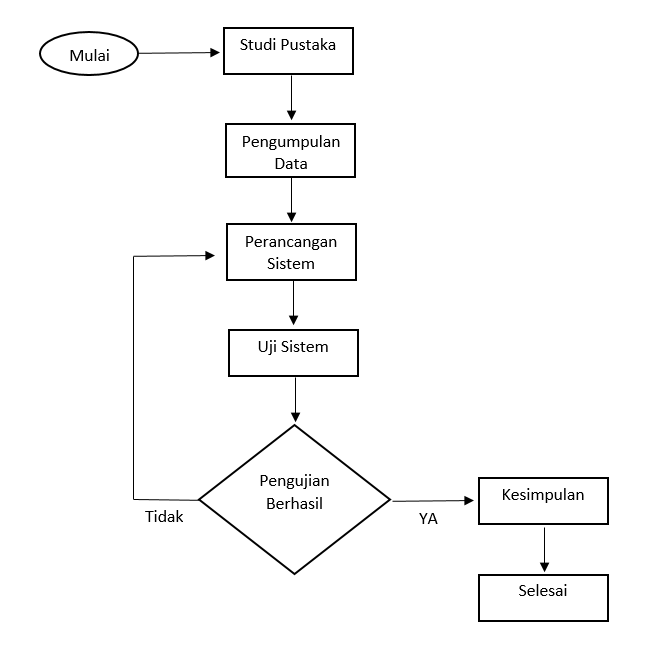 Mulai
Studi Pustaka
Pengumpulan
Data
Perancangan
Sistem
Uji Sistem
Pengujian
Berhasil
Tidak
YA
Kesimpulan
Selesai